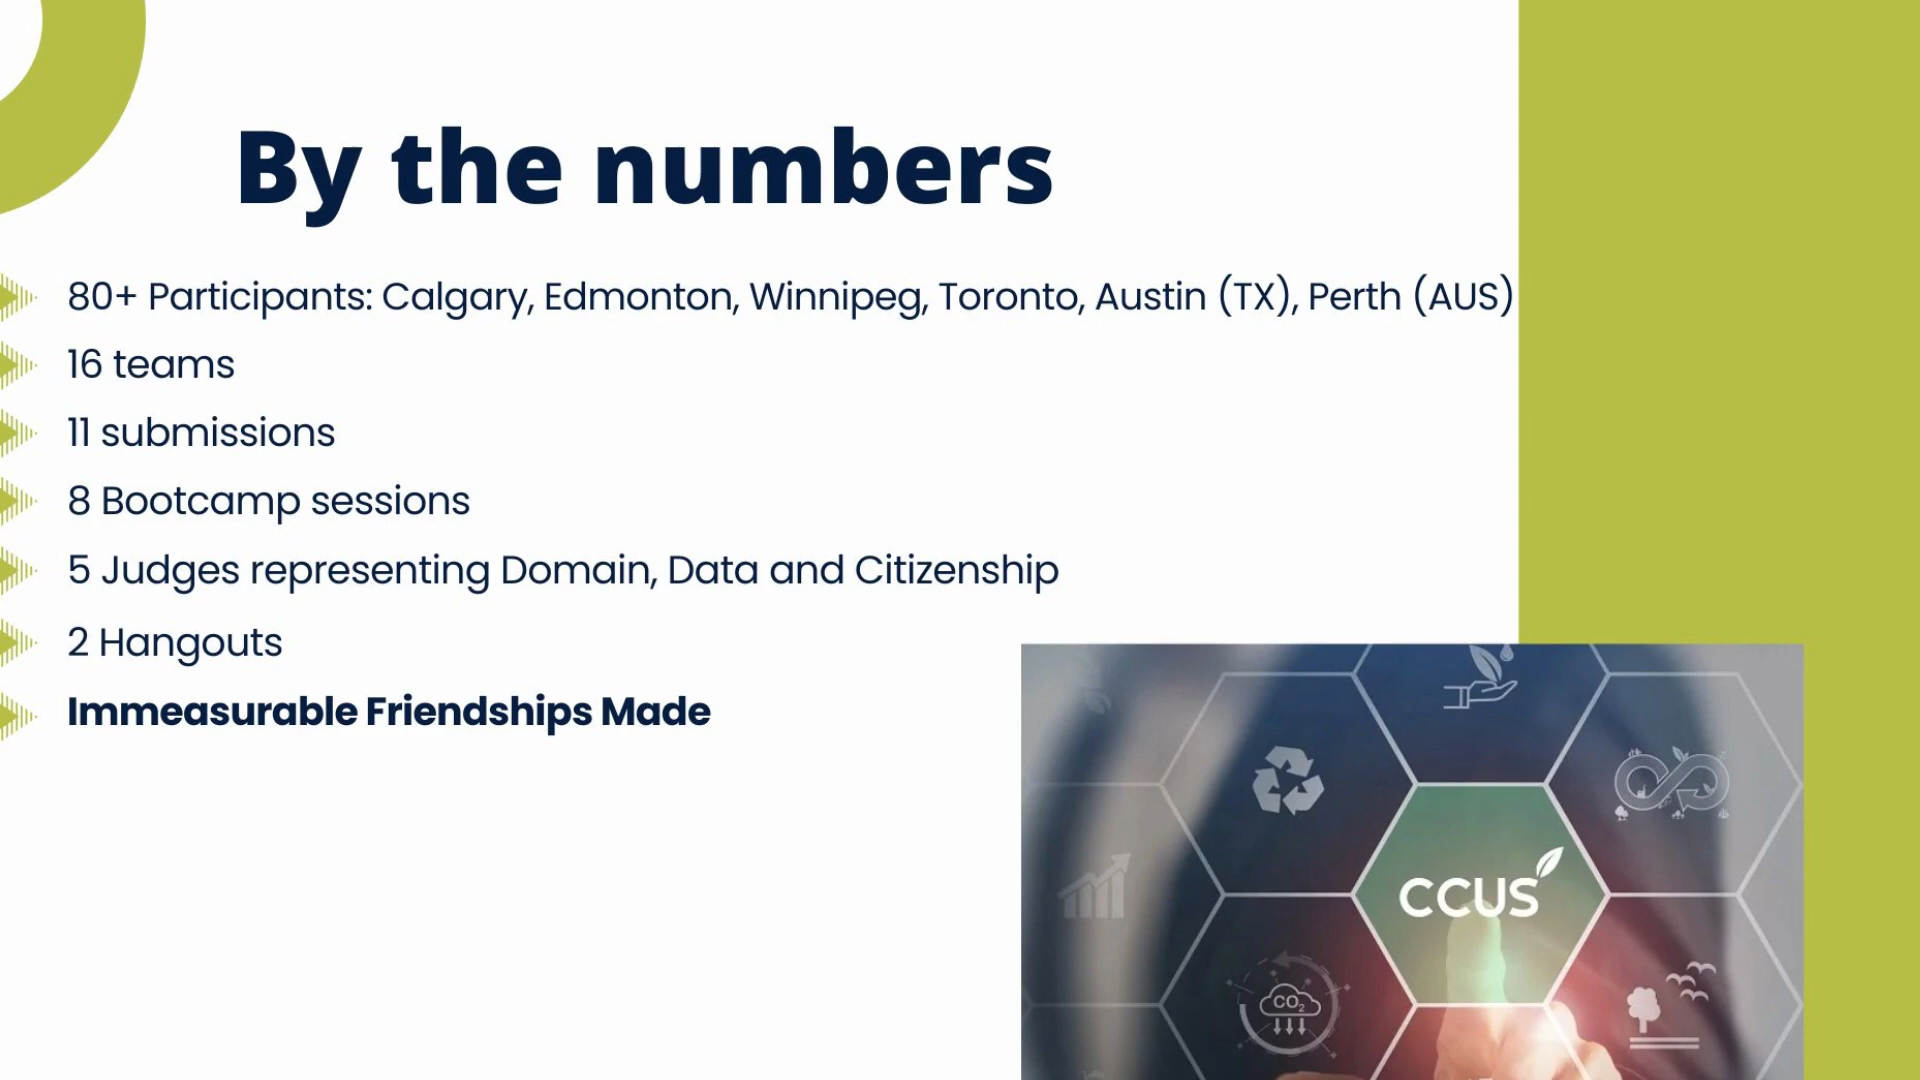 By the numbers
80+ Participants: Calgary, Edmonton, Winnipeg, Toronto, Austin (TX), Perth (AUS)
16 teams
11 submissions
8 Bootcamp sessions
5 Judges representing Domain, Data and Citizenship
2 Hangouts
Immeasurable Friendships Made
CCUS
CO₂